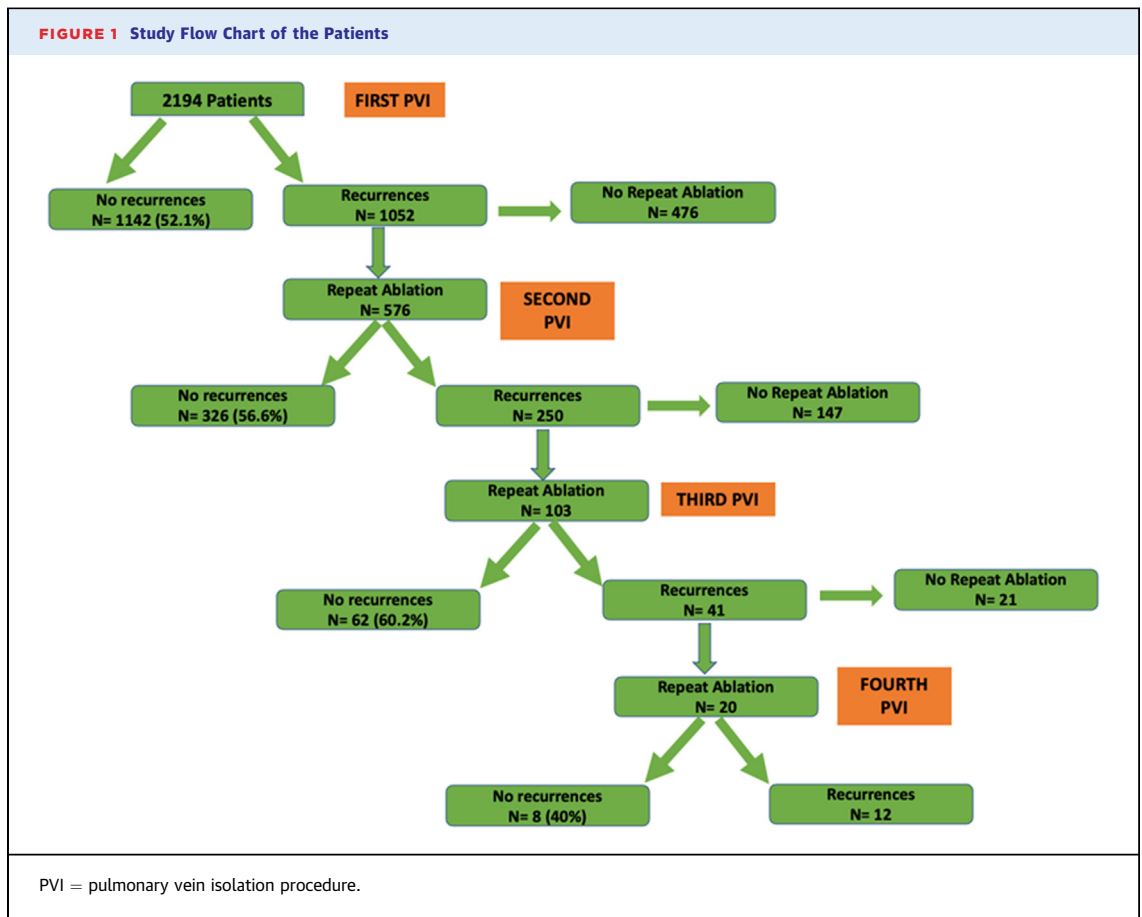 FIGURE 1 Study Flow Chart of the Patients
2194 Patients
FIRST PVI
No recurrences
N= 1142 (52.1%)
Recurrences
N= 1052
No Repeat Ablation
N= 476
Repeat Ablation
N= 576
SECOND
PVI
No recurrences
N= 326 (56.6%)
Recurrences
N= 250
No Repeat Ablation
N= 147
Repeat Ablation
N= 103
THIRD PVI
No recurrences
N= 62 (60.2%)
Recurrences
N= 41
No Repeat Ablation
N= 21
Repeat Ablation
N= 20
FOURTH
PVI
No recurrences
N= 8 (40%)
Recurrences
N= 12
PVI = pulmonary vein isolation procedure.